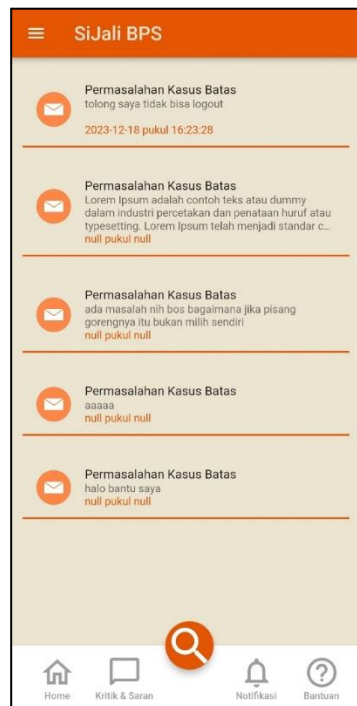 SiJali BPS
Permasalahan Kasus Batas
tolong saya tidak bisa logout
2023-12-18 pukul 16:23:28
Permasalahan Kasus Batas
Lorem Ipsum adalah contoh teks atau dummy
dalam industri percetakan dan penataan huruf atau
typesetting. Lorem Ipsum telah menjadi standar c...
null pukul null
Permasalahan Kasus Batas
ada masalah nih bos bagaimana jika pisang
gorengnya itu bukan milih sendiri
null pukul null
Permasalahan Kasus Batas
aaaaa
null pukul null
Permasalahan Kasus Batas
halo bantu saya
null pukul null
Home Kritik & Saran Notifikasi Bantuan